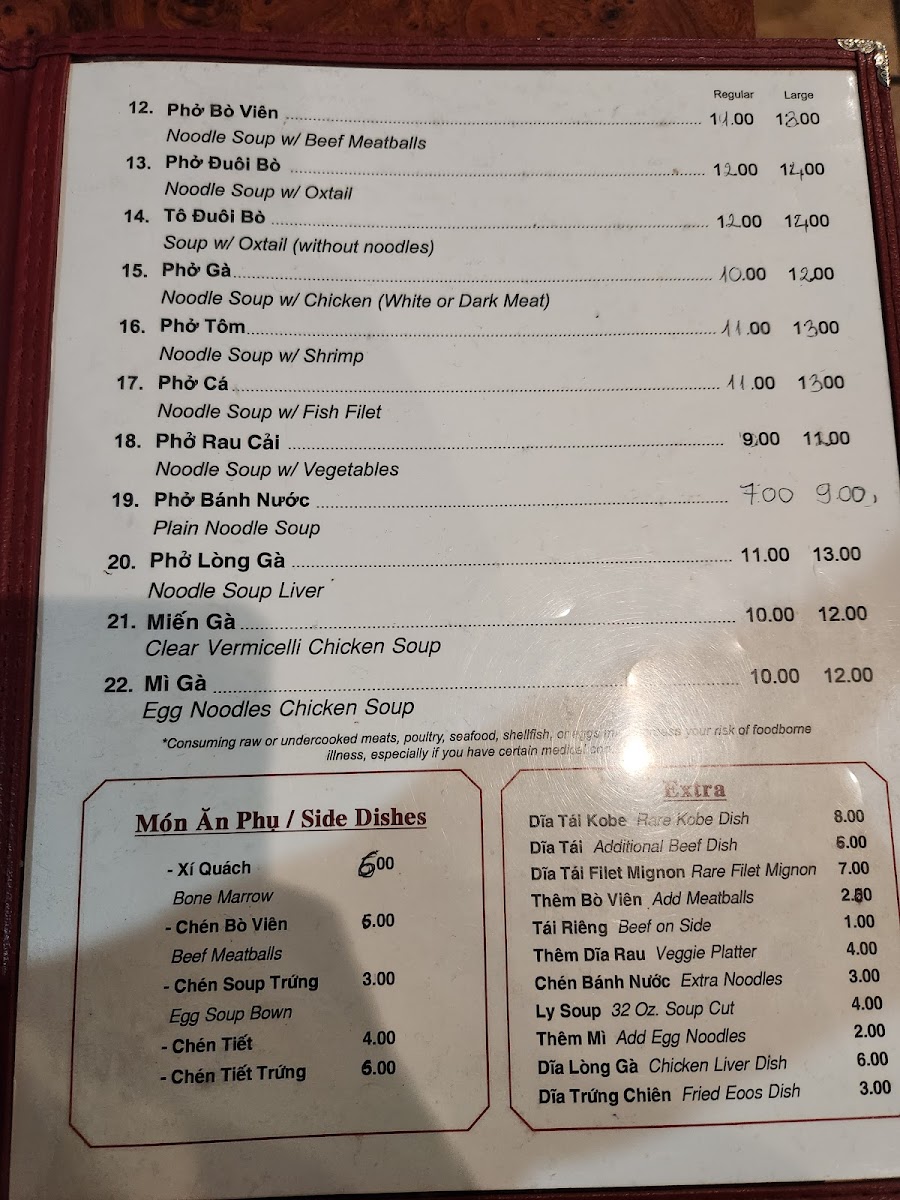 Regular Large
12. Phở Bò Viên 11.00 13.00
Noodle Soup w/ Beef Meatballs
13. Phở Đuôi Bò 12.00 14.00
Noodle Soup w/ Oxtail
14. Tô Đuôi Bò 12.00 14.00
Soup w/ Oxtail (without noodles)
15. Phở Gà 10.00 12.00
Noodle Soup w/ Chicken (White or Dark Meat)
16. Phở Tôm 11.00 13.00
Noodle Soup w/ Shrimp
17. Phở Cá 11.00 13.00
Noodle Soup w/ Fish Filet
18. Phở Rau Cải 9.00 11.00
Noodle Soup w/ Vegetables
19. Phở Bánh Nước 7.00 9.00
Plain Noodle Soup
20. Phở Lòng Gà 11.00 13.00
Noodle Soup Liver
21. Miến Gà 10.00 12.00
Clear Vermicelli Chicken Soup
22. Mì Gà 10.00 12.00
Egg Noodles Chicken Soup
*Consuming raw or undercooked meats, poultry, seafood, shellfish, or eggs your risk of foodborne
illness, especially if you have certain medical
Món Ăn Phụ / Side Dishes
- Xí Quách 6.00
Bone Marrow
- Chén Bò Viên 6.00
Beef Meatballs
- Chén Soup Trứng 3.00
Egg Soup Bown
- Chén Tiết 4.00
- Chén Tiết Trứng 6.00
Extra
Dĩa Tái Kobe Rare Kobe Dish 8.00
Dĩa Tái Additional Beef Dish 6.00
Dĩa Tái Filet Mignon Rare Filet Mignon 7.00
Thêm Bò Viên Add Meatballs 2.50
Tái Riêng Beef on Side 1.00
Thêm Dĩa Rau Veggie Platter 4.00
Chén Bánh Nước Extra Noodles 3.00
Ly Soup 32 Oz. Soup Cut 4.00
Thêm Mì Add Egg Noodles 2.00
Dĩa Lòng Gà Chicken Liver Dish 6.00
Dĩa Trứng Chiên Fried Eoos Dish 3.00